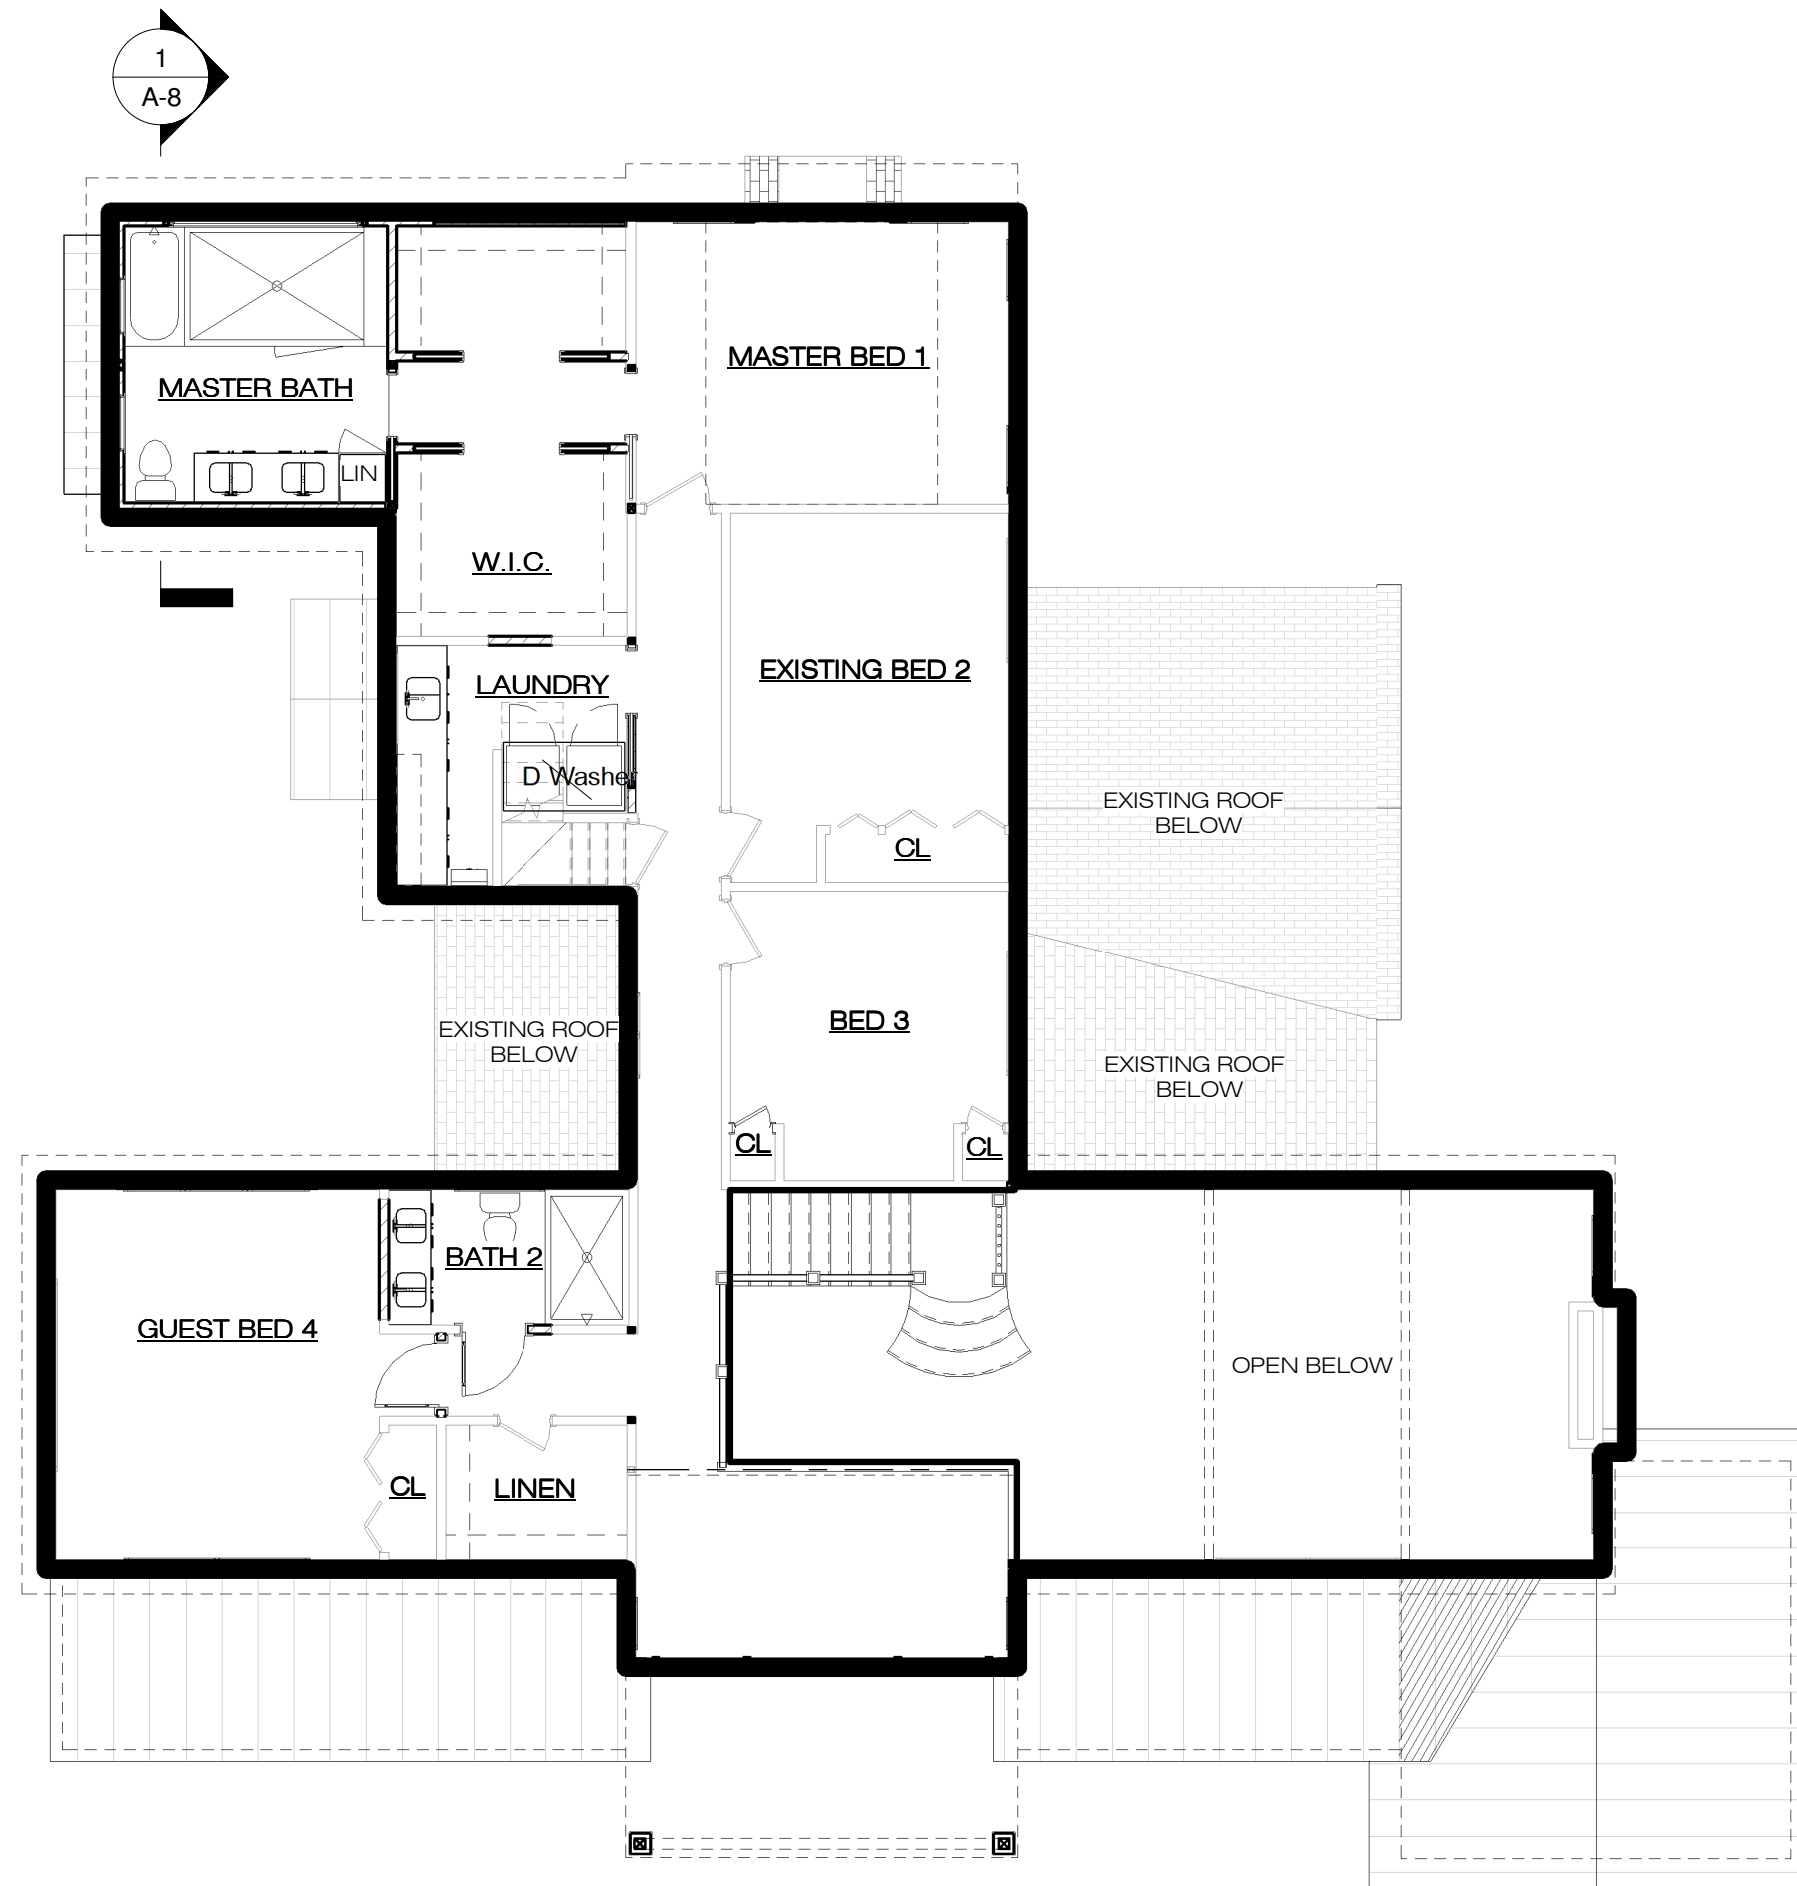 1
A-8
MASTER BED 1
MASTER BATH
LIN
W.I.C.
EXISTING BED 2
LAUNDRY
D Washer
EXISTING ROOF
BELOW
CL
BED 3
EXISTING ROOF
BELOW
EXISTING ROOF
BELOW
CL
CL
BATH 2
GUEST BED 4
OPEN BELOW
CL
LINEN